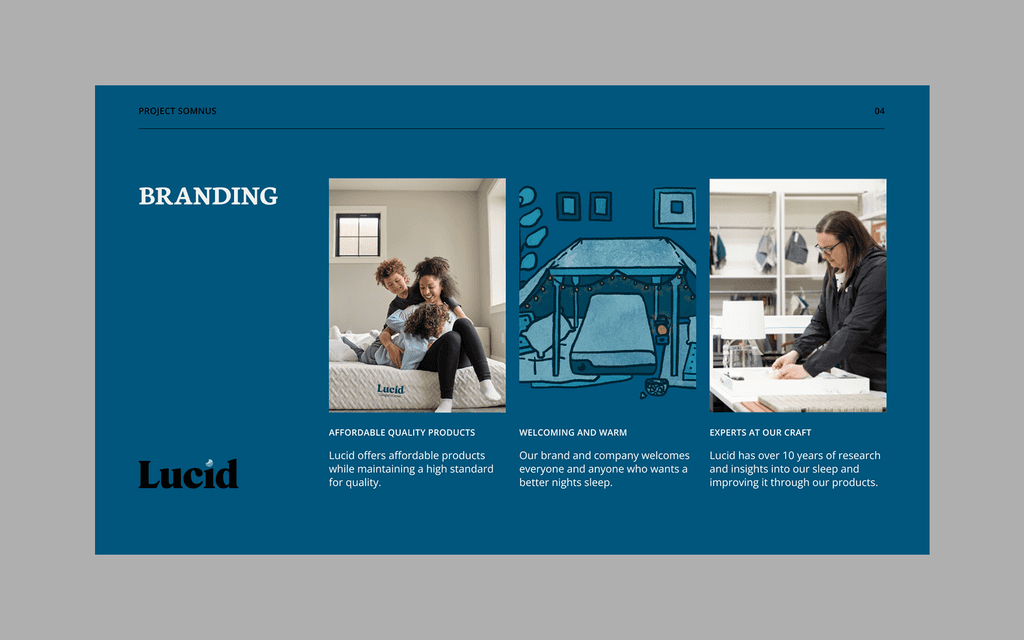 PROJECT SOMNUS
04
BRANDING
Lucid
Lucid
AFFORDABLE QUALITY PRODUCTS
Lucid offers affordable products
while maintaining a high standard
for quality.
WELCOMING AND WARM
Our brand and company welcomes
everyone and anyone who wants a
better nights sleep.
EXPERTS AT OUR CRAFT
Lucid has over 10 years of research
and insights into our sleep and
improving it through our products.